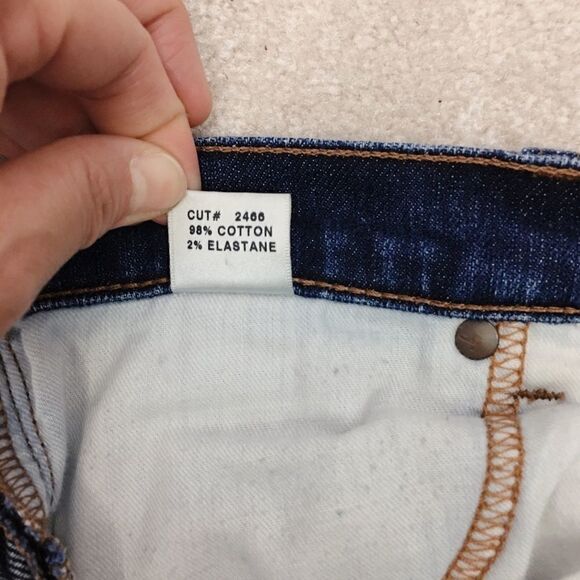 CUT# 2466
98% COTTON
2% ELASTANE